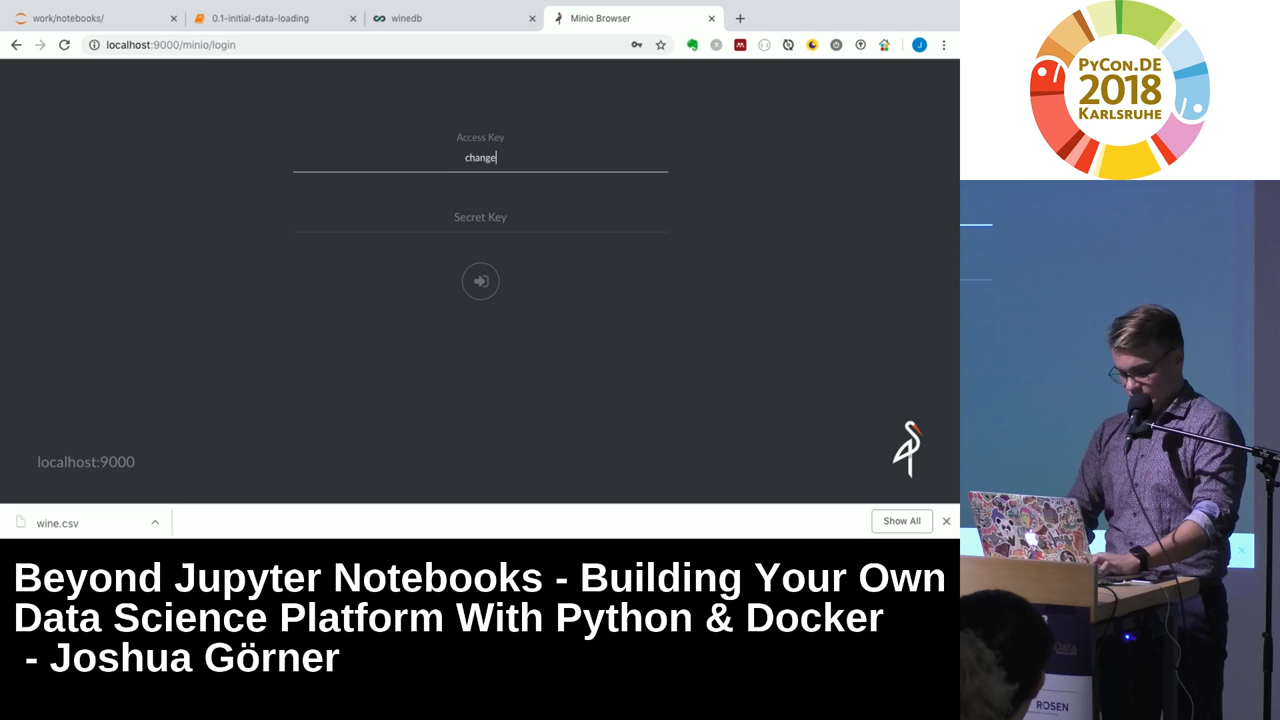 work/notebooks/
0.1-initial-data-loading
winedb
Minio Browser
localhost:9000/minio/login
J
Access Key
change
Secret Key
localhost:9000
wine.csv
Show All
PYCON.DE
2018
KARLSRUHE
Data
ROSEN
Beyond Jupyter Notebooks - Building Your Own
Data Science Platform With Python & Docker
- Joshua Görner